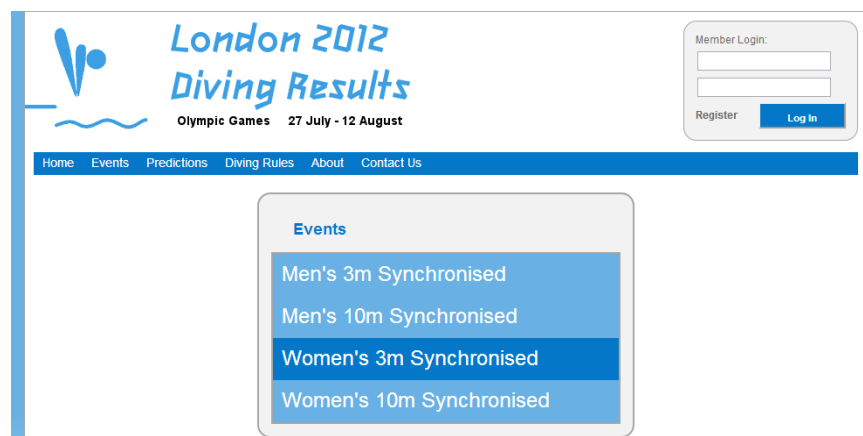 London 2012
Diving Results
Olympic Games 27 July - 12 August
Member Login:
Register Log In
Home Events Predictions Diving Rules About Contact Us
Events
Men's 3m Synchronised
Men's 10m Synchronised
Women's 3m Synchronised
Women's 10m Synchronised